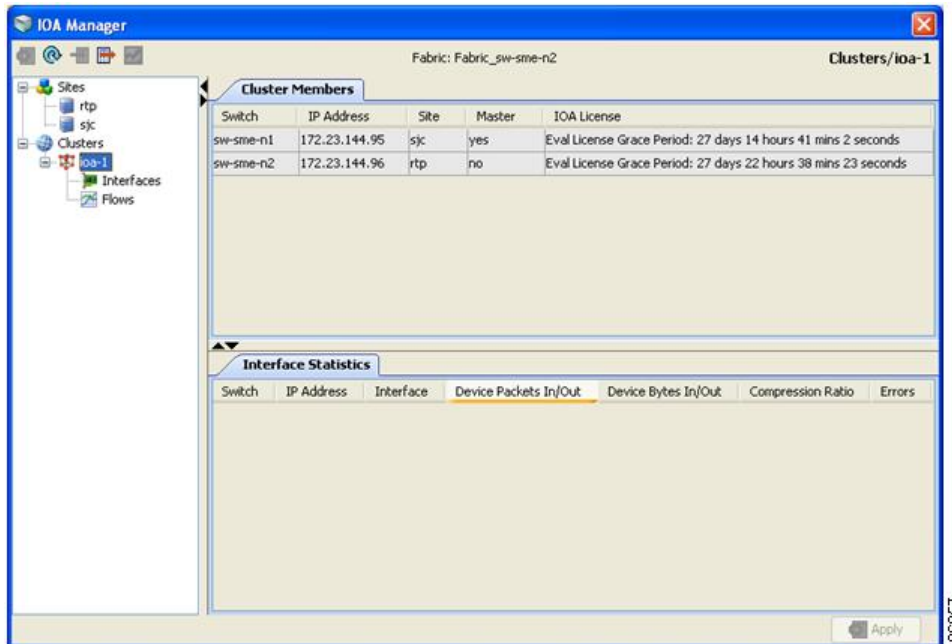 IOA Manager
Fabric: Fabric_sw-sme-n2
Clusters/ioa-1
Sites
rtp
sjc
Clusters
ioa-1
Interfaces
Flows
Cluster Members
Switch IP Address Site Master IOA License
sw-sme-n1 172.23.144.95 sjc yes Eval License Grace Period: 27 days 14 hours 41 mins 2 seconds
sw-sme-n2 172.23.144.96 rtp no Eval License Grace Period: 27 days 22 hours 38 mins 23 seconds
Interface Statistics
Switch IP Address Interface Device Packets In/Out Device Bytes In/Out Compression Ratio Errors
Apply